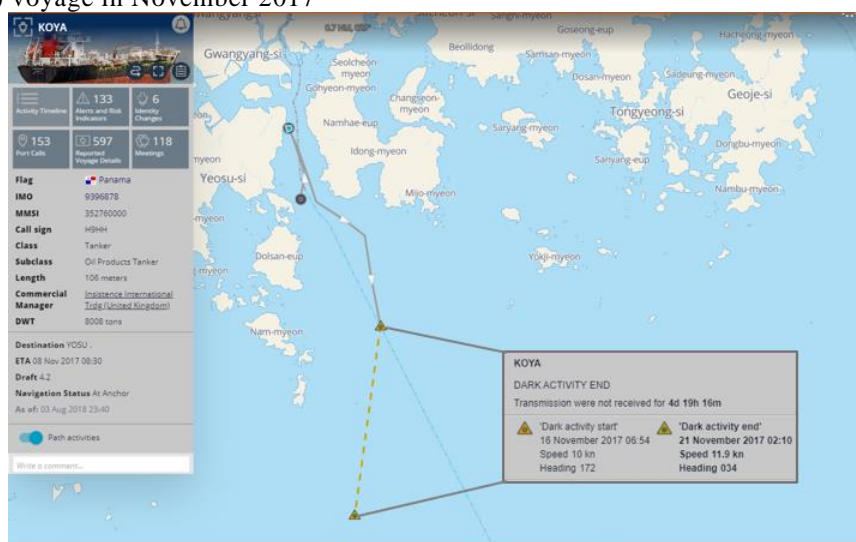 ) voyage in November 2017
KOYA
Activity Timeline
133
Alerts and Risk
Indicators
6
Identity
Changes
153
Port Calls
597
Reported
Voyage Details
118
Meetings
Flag Panama
IMO 9396878
MMSI 352760000
Call sign H9HH
Class Tanker
Subclass Oil Products Tanker
Length 106 meters
Commercial Insistence International
Manager Trdg (United Kingdom)
DWT 8008 tons
Destination YOSU .
ETA 08 Nov 2017 08:30
Draft 4.2
Navigation Status At Anchor
As of: 03 Aug 2018 23:40
Path activities
Write a comment...
Gwangyang-si
Seolcheon-
myeon
Gohyeon-myeon
Changseon-
myeon
Namhae-eup
Idong-myeon
Mijo-myeon
Yeosu-si
Dolsan-eup
Nam-myeon
Beollidong
Goseong-eup
Samsan-myeon
Hacheong-myeon
Dosan-myeon
Sadeung-myeon
Geoje-si
Tongyeong-si
Saryang-myeon
Sanyang-eup
Dongbu-myeon
Nambu-myeon
Yokji-myeon
KOYA
DARK ACTIVITY END
Transmission were not received for 4d 19h 16m
'Dark activity start' 'Dark activity end'
16 November 2017 06:54 21 November 2017 02:10
Speed 10 kn Speed 11.9 kn
Heading 172 Heading 034